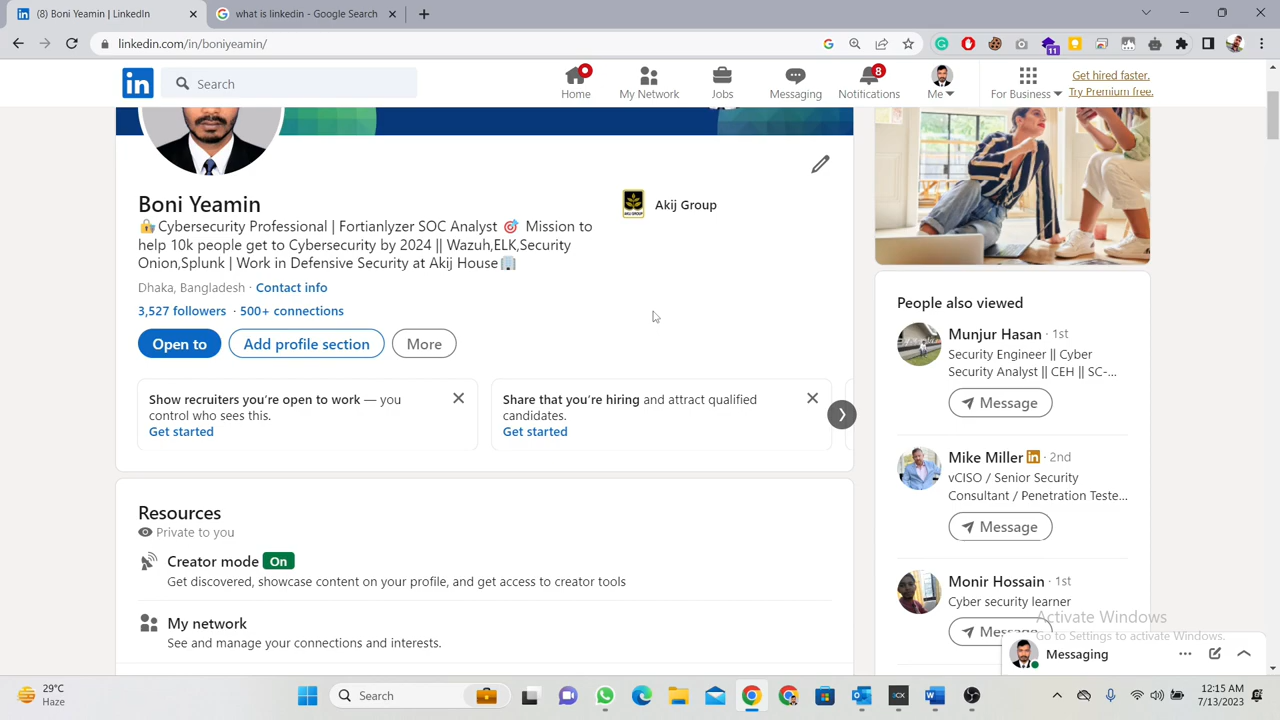 (8) Boni Yeamin | LinkedIn
what is linkedin - Google Search
linkedin.com/in/boniyeamin/
11
in
Search
Home
My Network
Jobs
Messaging
8
Notifications
Me
For Business
Get hired faster.
Try Premium free.
Boni Yeamin
Cybersecurity Professional | Fortianlyzer SOC Analyst 🎯 Mission to
help 10k people get to Cybersecurity by 2024 || Wazuh,ELK,Security
Onion,Splunk | Work in Defensive Security at Akij House
Akij Group
Dhaka, Bangladesh · Contact info
3,527 followers · 500+ connections
Open to
Add profile section
More
Show recruiters you're open to work — you
control who sees this.
Get started
Share that you're hiring and attract qualified
candidates.
Get started
Resources
Private to you
Creator mode On
Get discovered, showcase content on your profile, and get access to creator tools
My network
See and manage your connections and interests.
People also viewed
Munjur Hasan · 1st
Security Engineer || Cyber
Security Analyst || CEH || SC-...
Message
Mike Miller in · 2nd
vCISO / Senior Security
Consultant / Penetration Teste...
Message
Monir Hossain · 1st
Cyber security learner
Message
Activate Windows
Go to Settings to activate Windows.
Messaging
29°C
Haze
Search
12:15 AM
7/13/2023